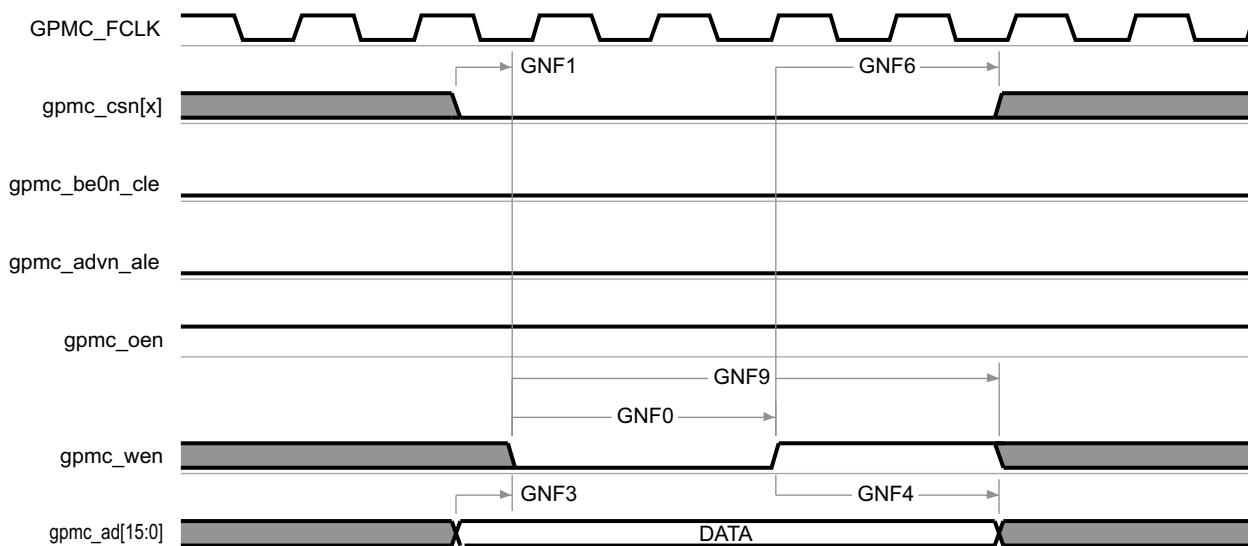 GPMC_FCLK
GNF1
GNF6
gpmc_csn[x]
gpmc_be0n_cle
gpmc_advn_ale
gpmc_oen
GNF9
GNF0
gpmc_wen
GNF3
GNF4
gpmc_ad[15:0]
DATA